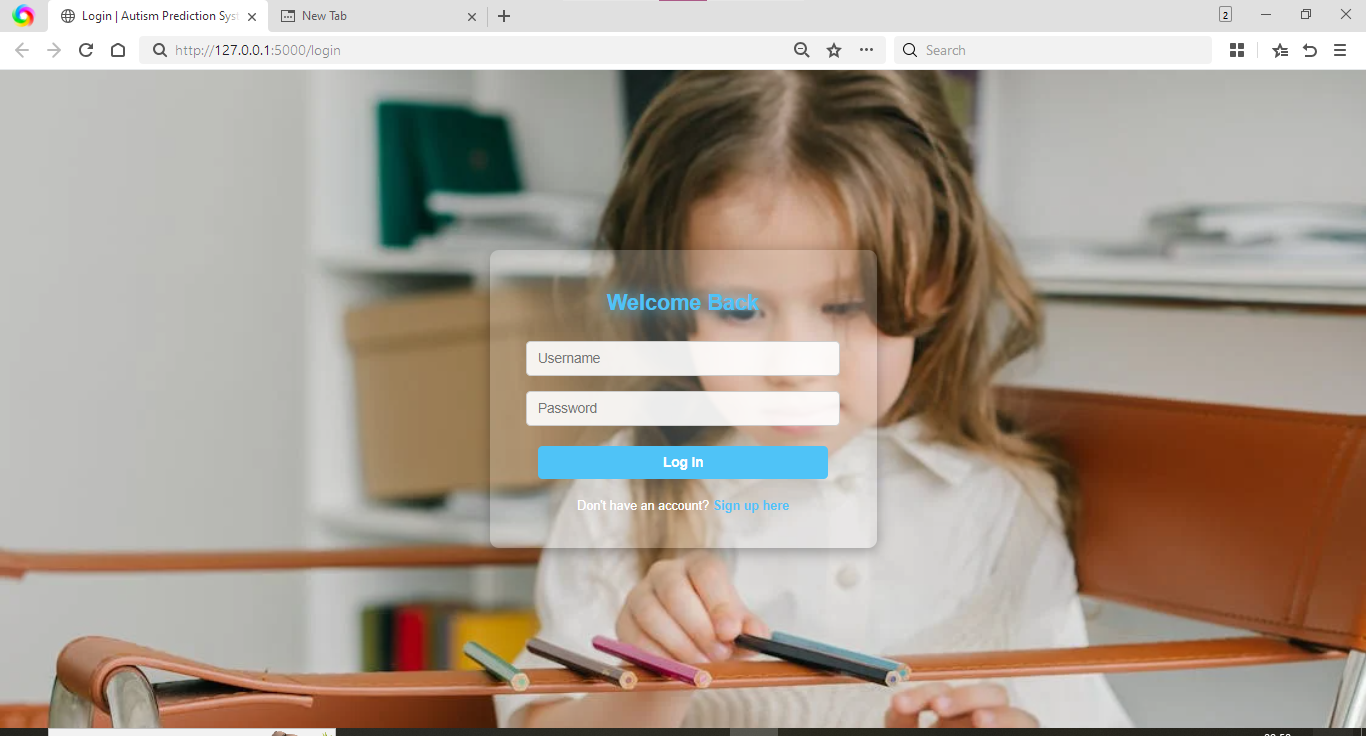 Login | Autism Prediction Sys
New Tab
2
http://127.0.0.1:5000/login
Search
Welcome Back
Username
Password
Log In
Don't have an account? Sign up here